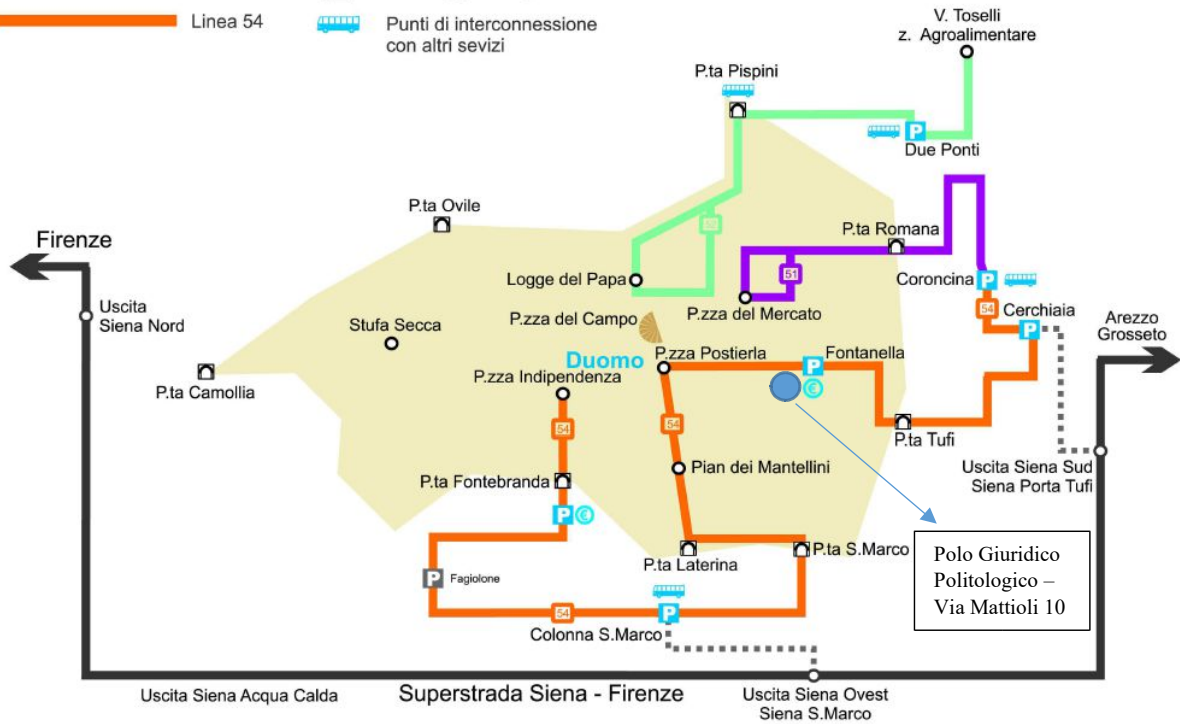 Linea 54
Punti di interconnessione
con altri sevizi
V. Toselli
z. Agroalimentare
P.ta Pispini
P
Due Ponti
P.ta Ovile
P.ta Romana
Firenze
Logge del Papa
51
Coroncina
P
Uscita
Siena Nord
P.zza del Mercato
54
Cerchiaia
P
Stufa Secca
P.zza del Campo
Arezzo
Grosseto
Duomo
P.zza Postierla
Fontanella
P
€
P.ta Camollia
P.zza Indipendenza
54
54
P.ta Tufi
Pian dei Mantellini
Uscita Siena Sud
Siena Porta Tufi
P.ta Fontebranda
P
€
P.ta Laterina
P.ta S.Marco
Polo Giuridico
Politologico –
Via Mattioli 10
P
Fagiolone
54
P
Colonna S.Marco
Uscita Siena Acqua Calda
Superstrada Siena - Firenze
Uscita Siena Ovest
Siena S.Marco